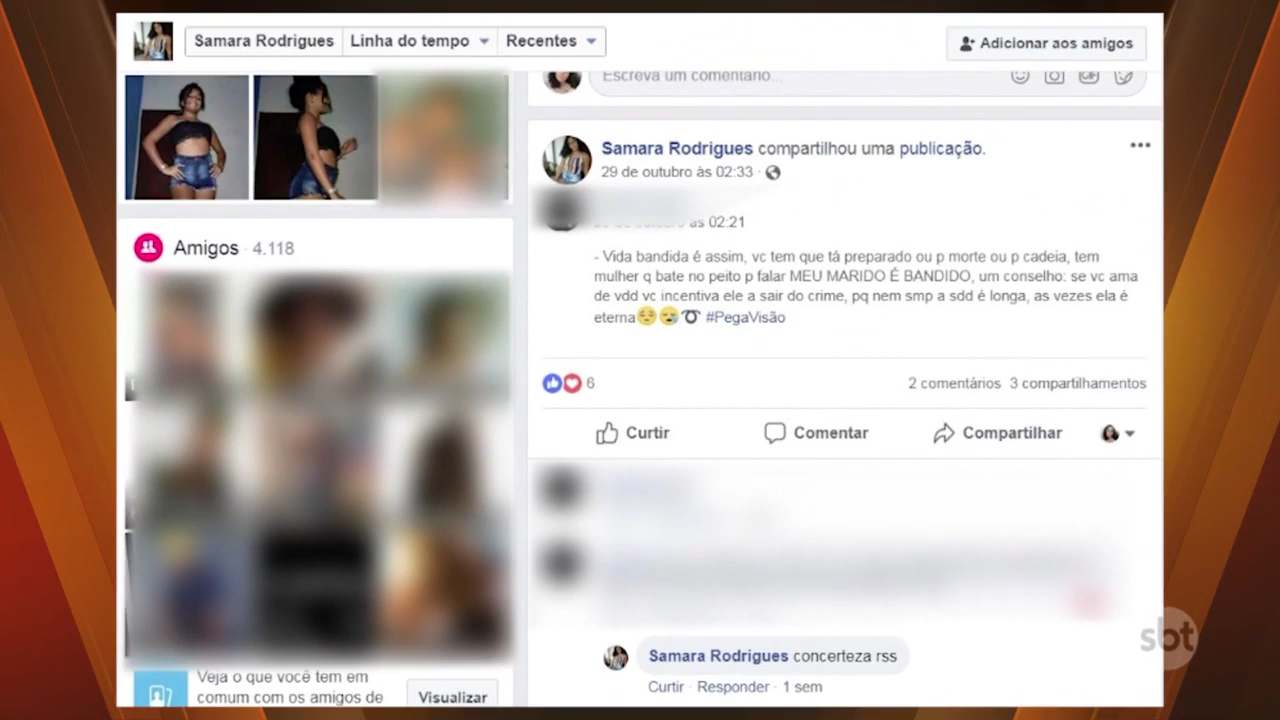 Samara Rodrigues Linha do tempo Recentes
Adicionar aos amigos
Escreva um comentário...
GIF
Samara Rodrigues compartilhou uma publicação.
29 de outubro às 02:33
às 02:21
- Vida bandida é assim, vc tem que tá preparado ou p morte ou p cadeia, tem
mulher q bate no peito p falar MEU MARIDO É BANDIDO, um conselho: se vc ama
de vdd vc incentiva ele a sair do crime, pq nem smp a sdd é longa, as vezes ela é
eterna😔😪➰ #PegaVisão
6
2 comentários 3 compartilhamentos
Curtir Comentar Compartilhar
Samara Rodrigues concerteza rss
Curtir · Responder · 1 sem
Amigos · 4.118
Veja o que você tem em
comum com os amigos de
Visualizar
sbt